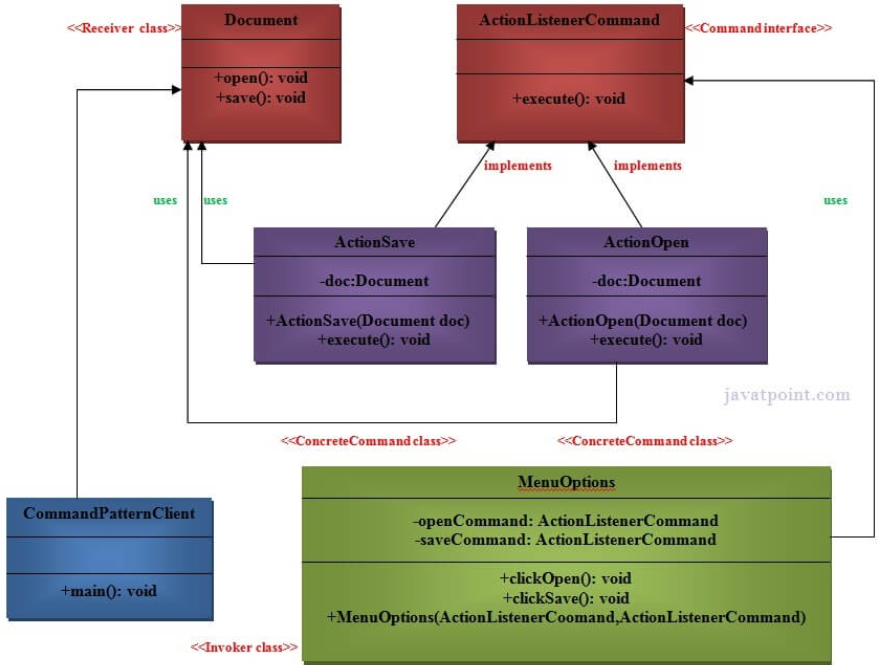 Document
<<Receiver class>>
+open(): void
+save(): void
ActionListenerCommand
<<Command interface>>
+execute(): void
implements
implements
uses
uses
uses
ActionSave
-doc:Document
+ActionSave(Document doc)
+execute(): void
ActionOpen
-doc:Document
+ActionOpen(Document doc)
+execute(): void
javatpoint.com
<<ConcreteCommand class>>
<<ConcreteCommand class>>
CommandPatternClient
+main(): void
MenuOptions
-openCommand: ActionListenerCommand
-saveCommand: ActionListenerCommand
+clickOpen(): void
+clickSave(): void
+MenuOptions(ActionListenerCoomand,ActionListenerCommand)
<<Invoker class>>